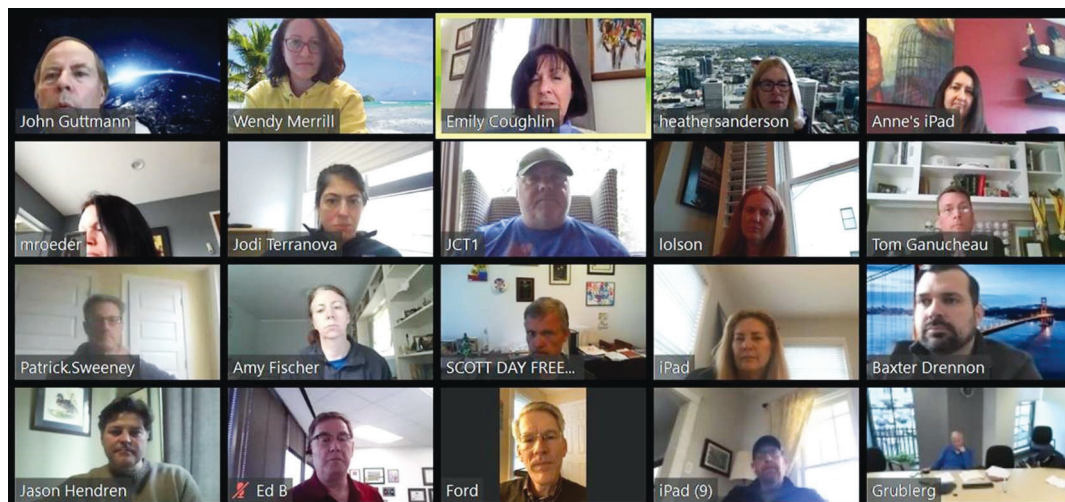 John Guttmann
Wendy Merrill
Emily Coughlin
heathersanderson
Anne's iPad
mroeder
Jodi Terranova
JCT1
lolson
Tom Ganucheau
Patrick.Sweeney
Amy Fischer
SCOTT DAY FREE...
iPad
Baxter Drennon
Jason Hendren
Ed B
Ford
iPad (9)
Grublerg